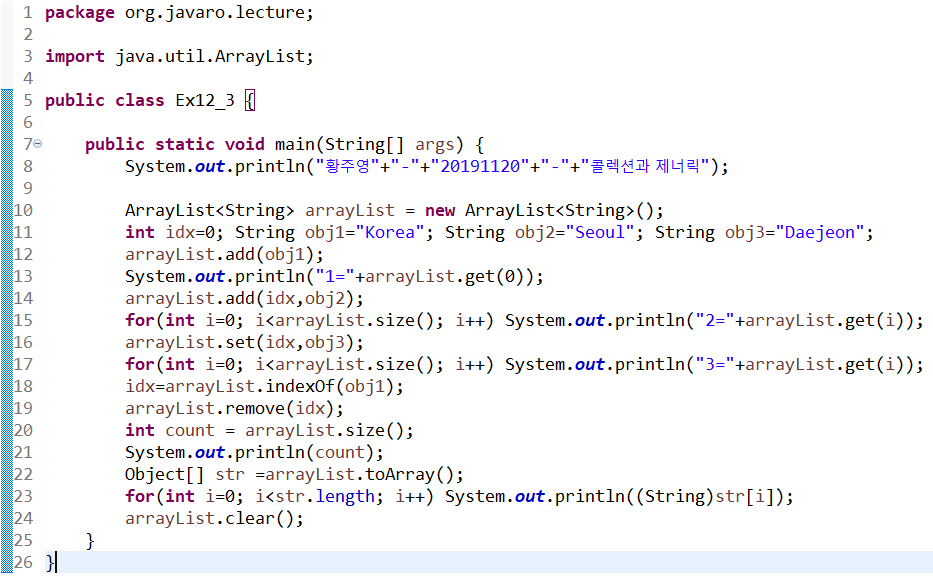 1 package org.javaro.lecture;
2
3 import java.util.ArrayList;
4
5 public class Ex12_3 {
6
7 public static void main(String[] args) {
8 System.out.println("황주영"+"-"+"20191120"+"-"+"콜렉션과 제너릭");
9
10 ArrayList<String> arrayList = new ArrayList<String>();
11 int idx=0; String obj1="Korea"; String obj2="Seoul"; String obj3="Daejeon";
12 arrayList.add(obj1);
13 System.out.println("1="+arrayList.get(0));
14 arrayList.add(idx,obj2);
15 for(int i=0; i<arrayList.size(); i++) System.out.println("2="+arrayList.get(i));
16 arrayList.set(idx,obj3);
17 for(int i=0; i<arrayList.size(); i++) System.out.println("3="+arrayList.get(i));
18 idx=arrayList.indexOf(obj1);
19 arrayList.remove(idx);
20 int count = arrayList.size();
21 System.out.println(count);
22 Object[] str =arrayList.toArray();
23 for(int i=0; i<str.length; i++) System.out.println((String)str[i]);
24 arrayList.clear();
25 }
26 }